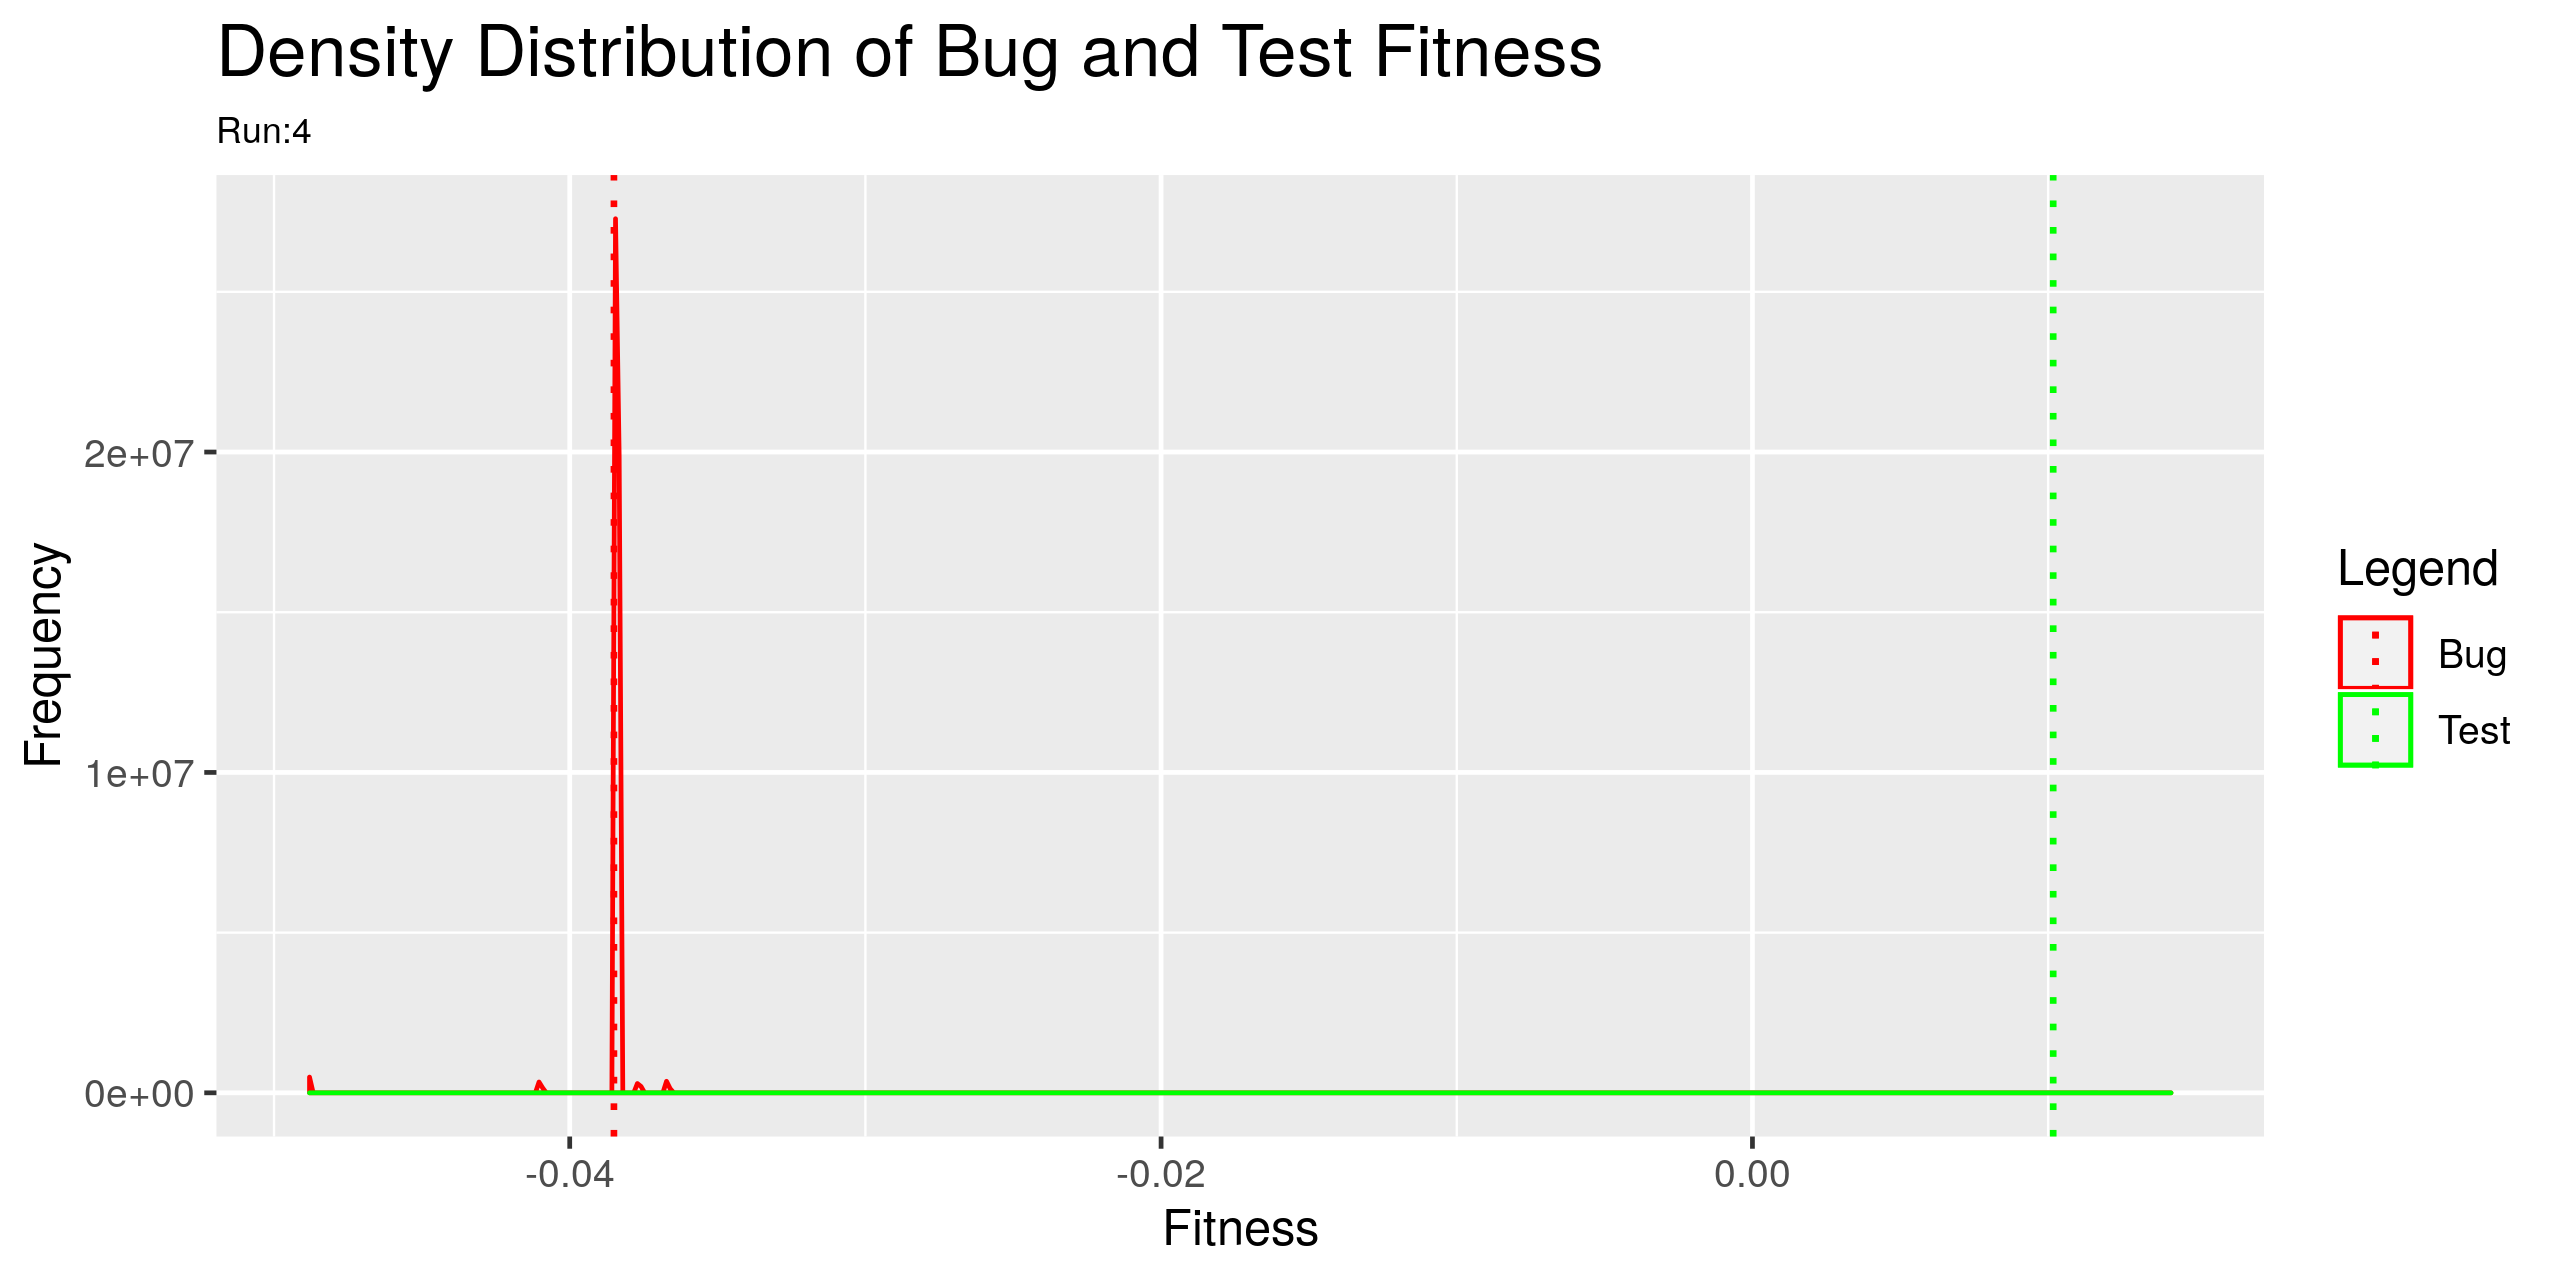 Density Distribution of Bug and Test Fitness
Run:4
Frequency
2e+07
1e+07
0e+00
-0.04
-0.02
0.00
Fitness
Legend
Bug
Test